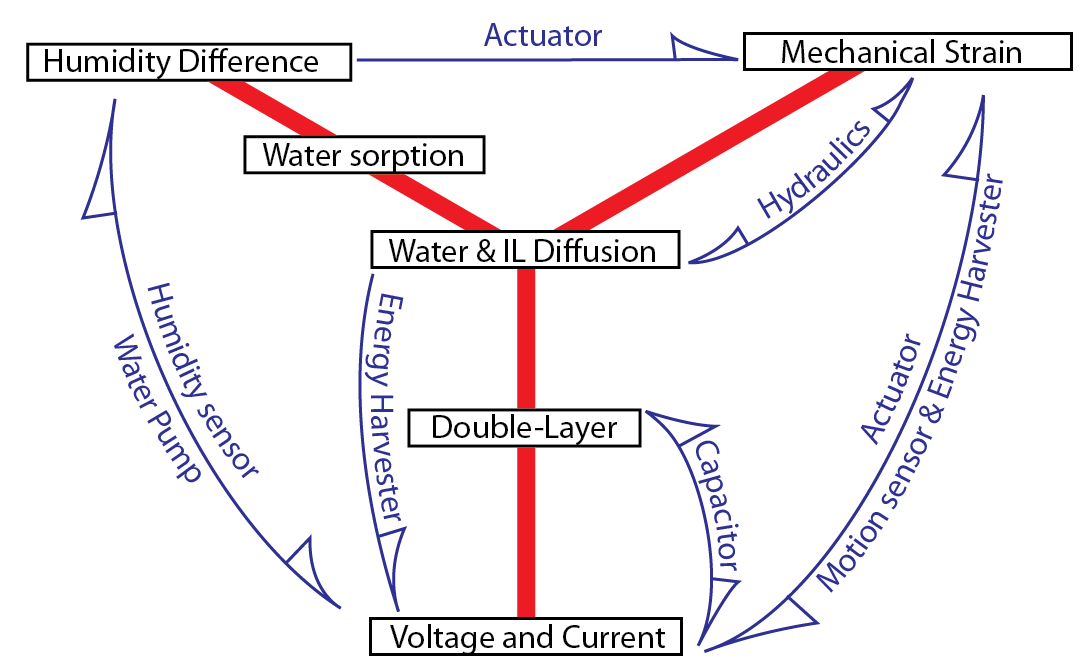 Actuator
Humidity Difference
Mechanical Strain
Water sorption
Hydraulics
Water & IL Diffusion
Humidity sensor
Water Pump
Energy Harvester
Double-Layer
Capacitor
Actuator
Motion sensor & Energy Harvester
Voltage and Current